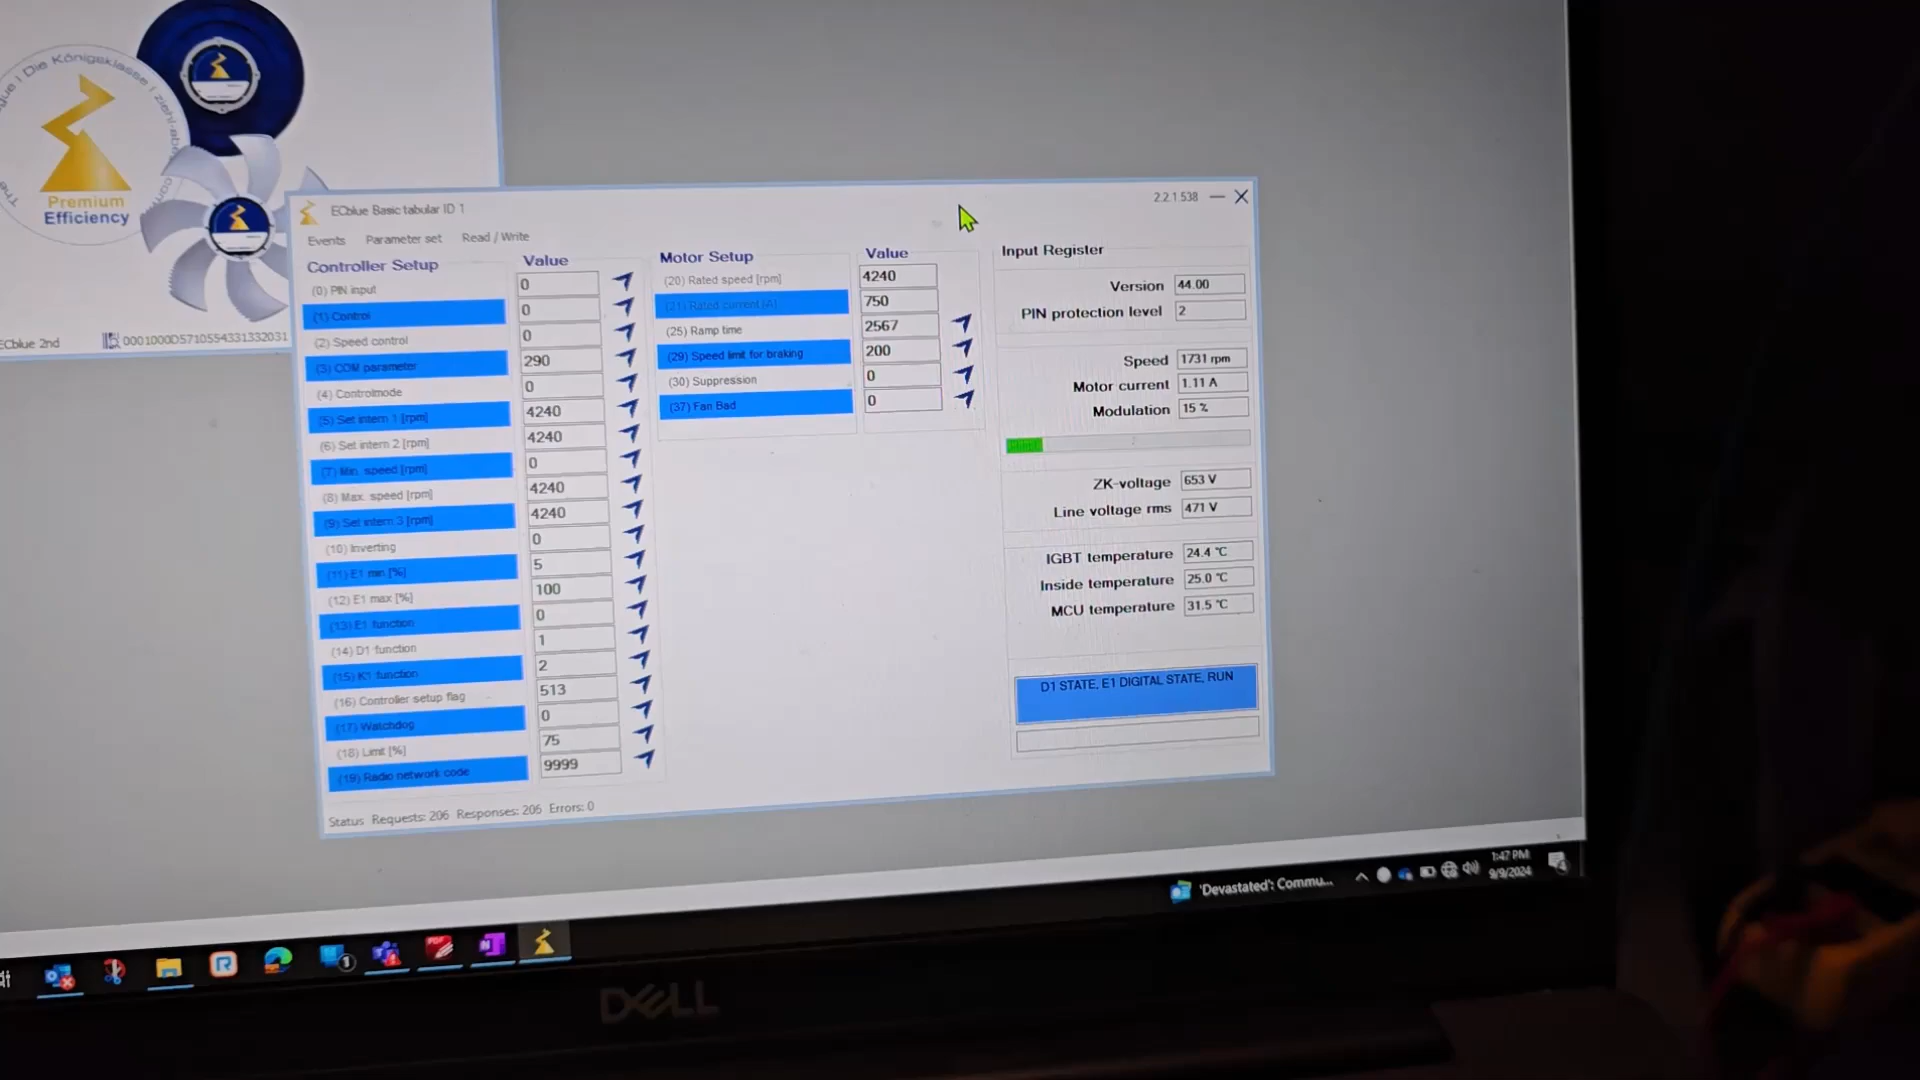 Die Königsklasse
ziehl-abegg
Premium
Efficiency
ECblue 2nd
0001000D5710554331332031
ECblue Basic tabular ID 1
2.2.1.538
Events Parameter set Read / Write
Controller Setup Value
(0) PIN input 0
(1) Control 0
(2) Speed control 0
(3) COM parameter 290
(4) Controlmode 0
(5) Set intern 1 [rpm] 4240
(6) Set intern 2 [rpm] 4240
(7) Min. speed [rpm] 0
(8) Max. speed [rpm] 4240
(9) Set intern 3 [rpm] 4240
(10) Inverting 0
(11) E1 min [%] 5
(12) E1 max [%] 100
(13) E1 function 0
(14) D1 function 1
(15) K1 function 2
(16) Controller setup flag 513
(17) Watchdog 0
(18) Limit [%] 75
(19) Radio network code 9999
Motor Setup Value
(20) Rated speed [rpm] 4240
(21) Rated current [A] 750
(25) Ramp time 2567
(29) Speed limit for braking 200
(30) Suppression 0
(37) Fan Bad 0
Input Register
Version 44.00
PIN protection level 2
Speed 1731 rpm
Motor current 1.11 A
Modulation 15 %
ZK-voltage 653 V
Line voltage rms 471 V
IGBT temperature 24.4 °C
Inside temperature 25.0 °C
MCU temperature 31.5 °C
D1 STATE, E1 DIGITAL STATE, RUN
Status Requests: 206 Responses: 206 Errors: 0
'Devastated': Commu...
1:47 PM
9/9/2024
DELL